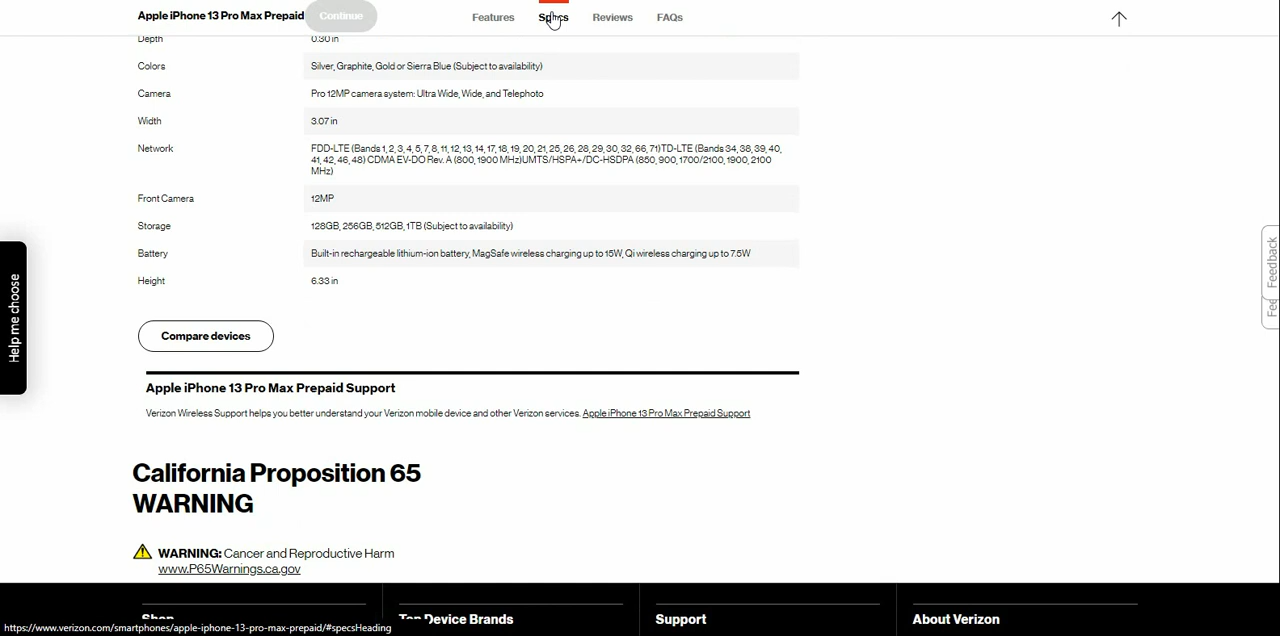 Apple iPhone 13 Pro Max Prepaid
Continue
Features
Specs
Reviews
FAQs
Depth 0.30 in
Colors Silver, Graphite, Gold or Sierra Blue (Subject to availability)
Camera Pro 12MP camera system: Ultra Wide, Wide, and Telephoto
Width 3.07 in
Network FDD-LTE (Bands 1, 2, 3, 4, 5, 7, 8, 11, 12, 13, 14, 17, 18, 19, 20, 21, 25, 26, 28, 29, 30, 32, 66, 71)TD-LTE (Bands 34, 38, 39, 40,
41, 42, 46, 48) CDMA EV-DO Rev. A (800, 1900 MHz)UMTS/HSPA+/DC-HSDPA (850, 900, 1700/2100, 1900, 2100
MHz)
Front Camera 12MP
Storage 128GB, 256GB, 512GB, 1TB (Subject to availability)
Battery Built-in rechargeable lithium-ion battery, MagSafe wireless charging up to 15W, Qi wireless charging up to 7.5W
Height 6.33 in
Help me choose
Feedback
Compare devices
Apple iPhone 13 Pro Max Prepaid Support
Verizon Wireless Support helps you better understand your Verizon mobile device and other Verizon services. Apple iPhone 13 Pro Max Prepaid Support
California Proposition 65
WARNING
WARNING: Cancer and Reproductive Harm
www.P65Warnings.ca.gov
Shop
Top Device Brands
Support
About Verizon
https://www.verizon.com/smartphones/apple-iphone-13-pro-max-prepaid/#specsHeading